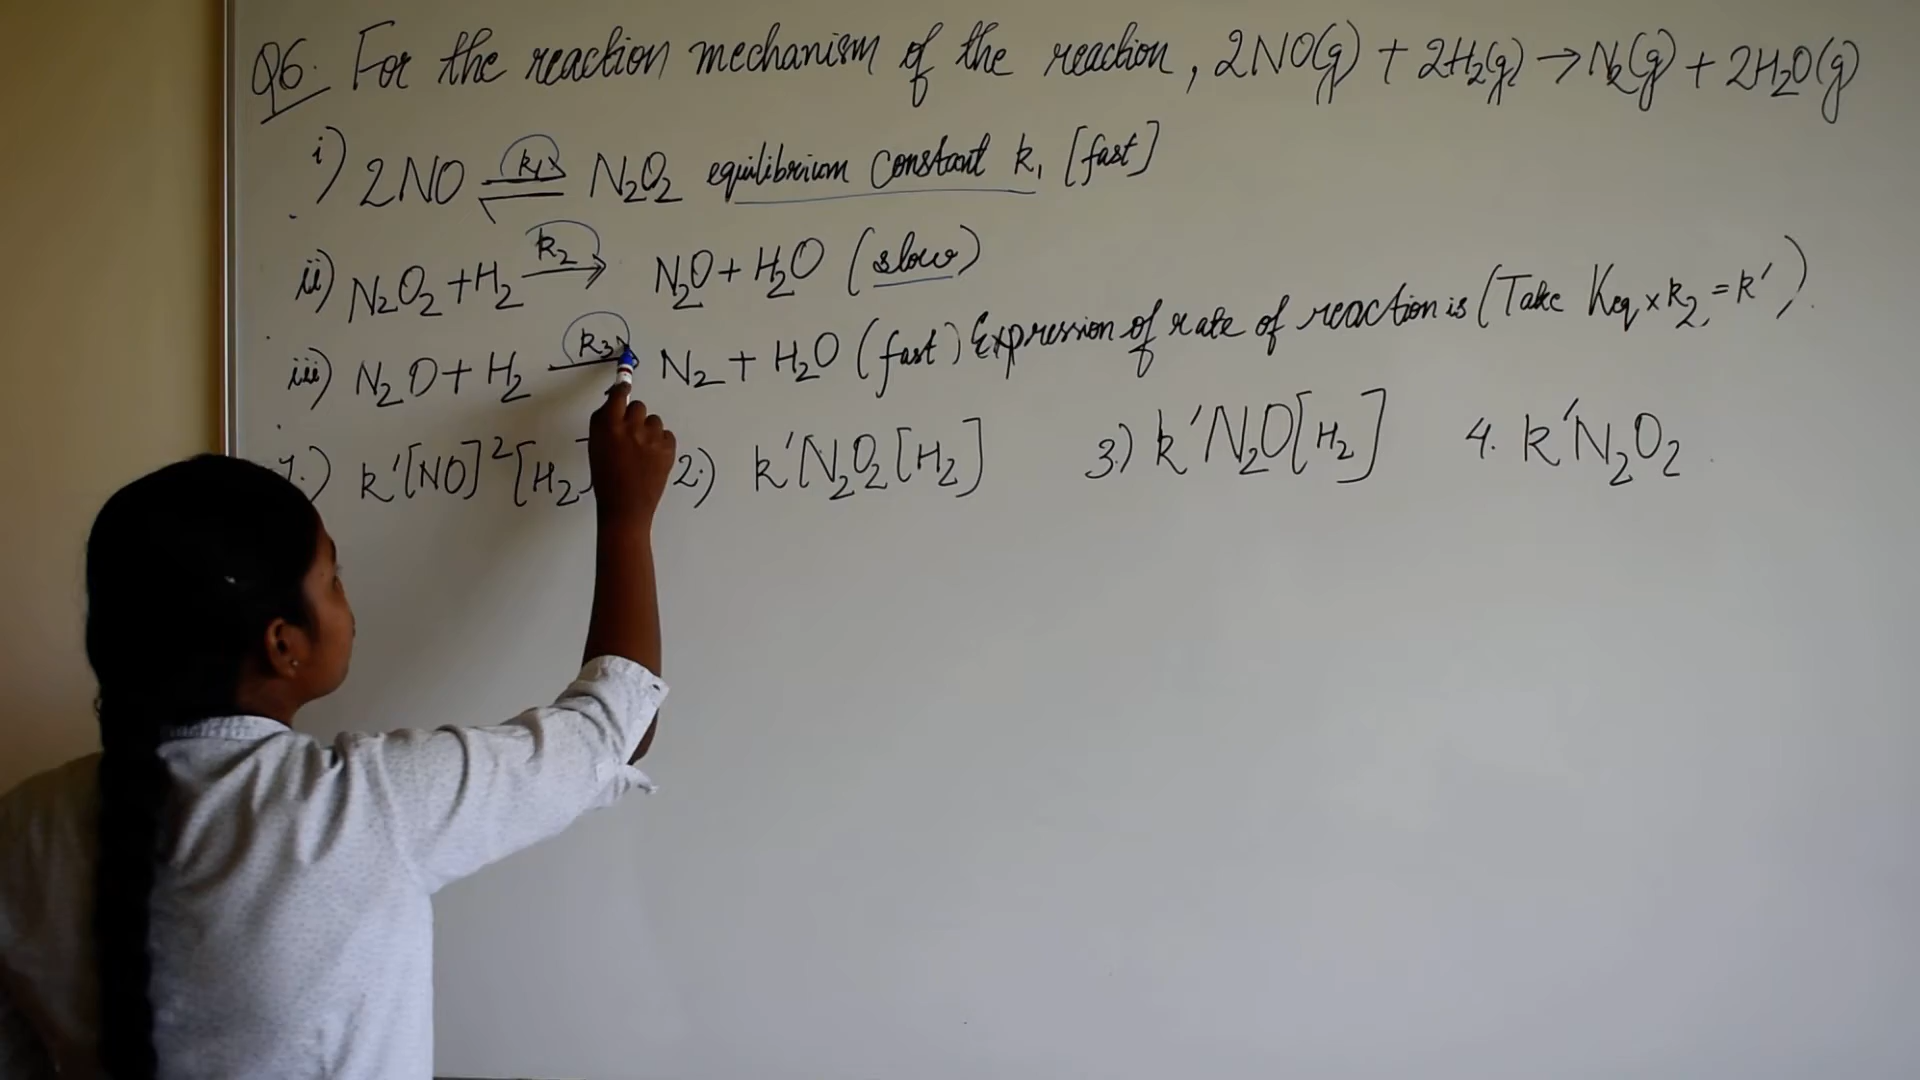 Q6. For the reaction mechanism of the reaction, 2NO(g) + 2H₂(g) → N₂(g) + 2H₂O(g)
i) 2NO ⇌ k₁ N₂O₂ equilibrium constant k₁ [fast]
ii) N₂O₂ + H₂ k₂→ N₂O + H₂O (slow)
iii) N₂O + H₂ k₃→ N₂ + H₂O (fast) Expression of rate of reaction is (Take Keq × k₂ = k')
1.) k'[NO]²[H₂] 2.) k'N₂O₂[H₂] 3.) k'N₂O[H₂] 4. k'N₂O₂